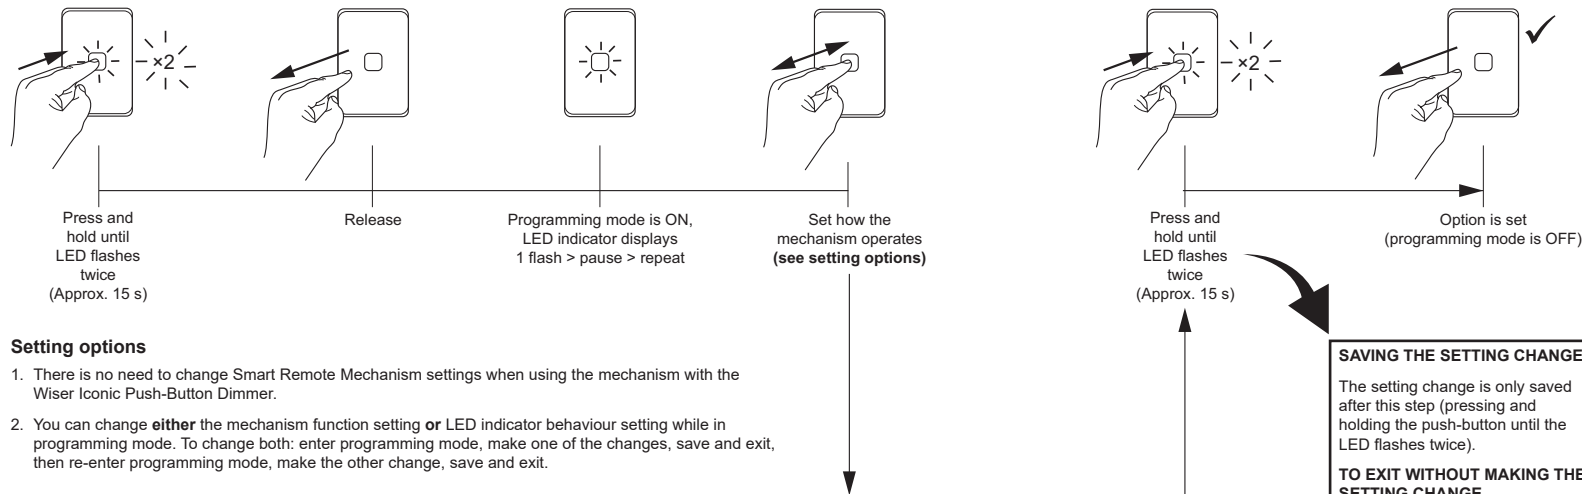 ×2
×2
Press and
hold until
LED flashes
twice
(Approx. 15 s)
Release
Programming mode is ON,
LED indicator displays
1 flash > pause > repeat
Set how the
mechanism operates
(see setting options)
Press and
hold until
LED flashes
twice
(Approx. 15 s)
Option is set
(programming mode is OFF)
Setting options
1. There is no need to change Smart Remote Mechanism settings when using the mechanism with the
Wiser Iconic Push-Button Dimmer.
2. You can change either the mechanism function setting or LED indicator behaviour setting while in
programming mode. To change both: enter programming mode, make one of the changes, save and exit,
then re-enter programming mode, make the other change, save and exit.
SAVING THE SETTING CHANGE
The setting change is only saved
after this step (pressing and
holding the push-button until the
LED flashes twice).
TO EXIT WITHOUT MAKING THE
SETTING CHANGE